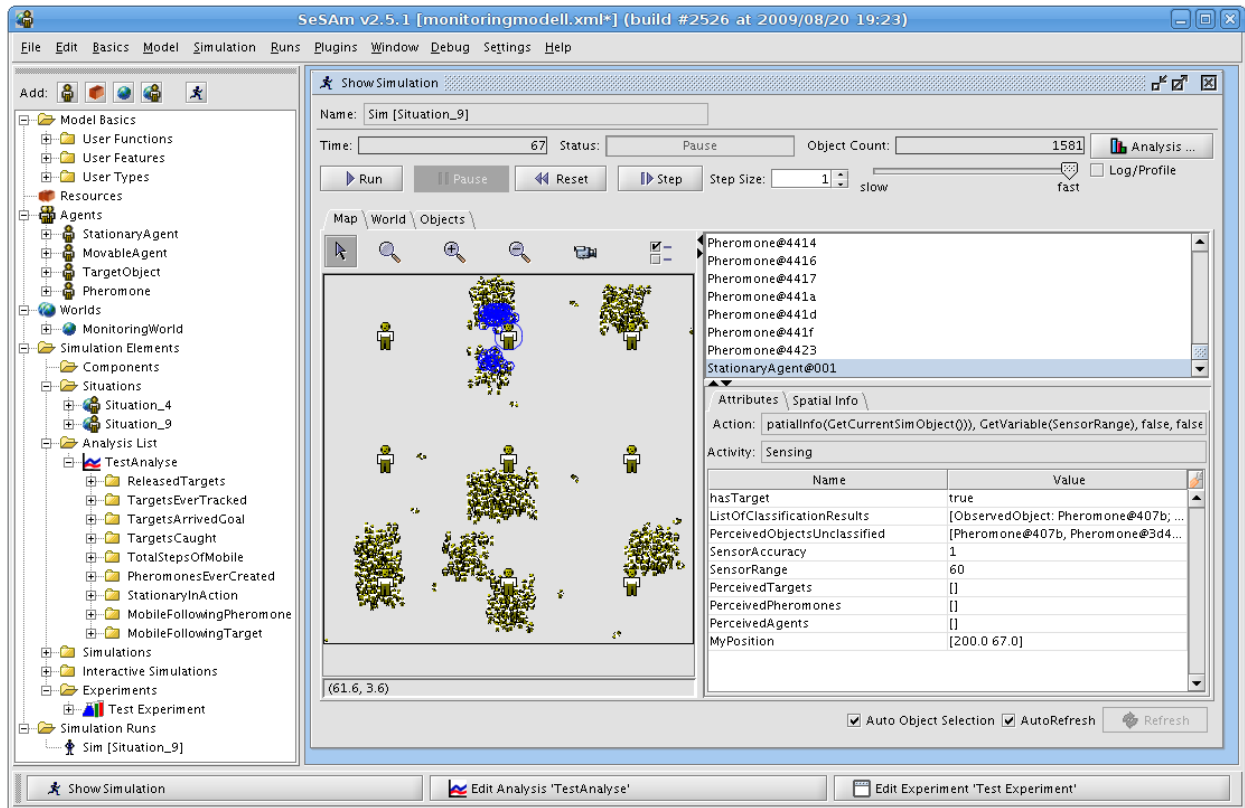 SeSAm v2.5.1 [monitoringmodell.xml*] (build #2526 at 2009/08/20 19:23)
File Edit Basics Model Simulation Runs Plugins Window Debug Settings Help
Add:
Model Basics
User Functions
User Features
User Types
Resources
Agents
StationaryAgent
MovableAgent
TargetObject
Pheromone
Worlds
MonitoringWorld
Simulation Elements
Components
Situations
Situation_4
Situation_9
Analysis List
TestAnalyse
ReleasedTargets
TargetsEverTracked
TargetsArrivedGoal
TargetsCaught
TotalStepsOfMobile
PheromonesEverCreated
StationaryInAction
MobileFollowingPheromone
MobileFollowingTarget
Simulations
Interactive Simulations
Experiments
Test Experiment
Simulation Runs
Sim [Situation_9]
Show Simulation
Name: Sim [Situation_9]
Time: 67 Status: Pause Object Count: 1581 Analysis ...
Run Pause Reset Step Step Size: 1 slow fast Log/Profile
Map World Objects
Pheromone@4414
Pheromone@4416
Pheromone@4417
Pheromone@441a
Pheromone@441d
Pheromone@441f
Pheromone@4423
StationaryAgent@001
Attributes Spatial Info
Action: patialInfo(GetCurrentSimObject())), GetVariable(SensorRange), false, false
Activity: Sensing
Name Value
hasTarget true
ListOfClassificationResults [ObservedObject: Pheromone@407b; ...
PerceivedObjectsUnclassified [Pheromone@407b, Pheromone@3d4...
SensorAccuracy 1
SensorRange 60
PerceivedTargets []
PerceivedPheromones []
PerceivedAgents []
MyPosition [200.0 67.0]
(61.6, 3.6)
Auto Object Selection AutoRefresh Refresh
Show Simulation Edit Analysis 'TestAnalyse' Edit Experiment 'Test Experiment'